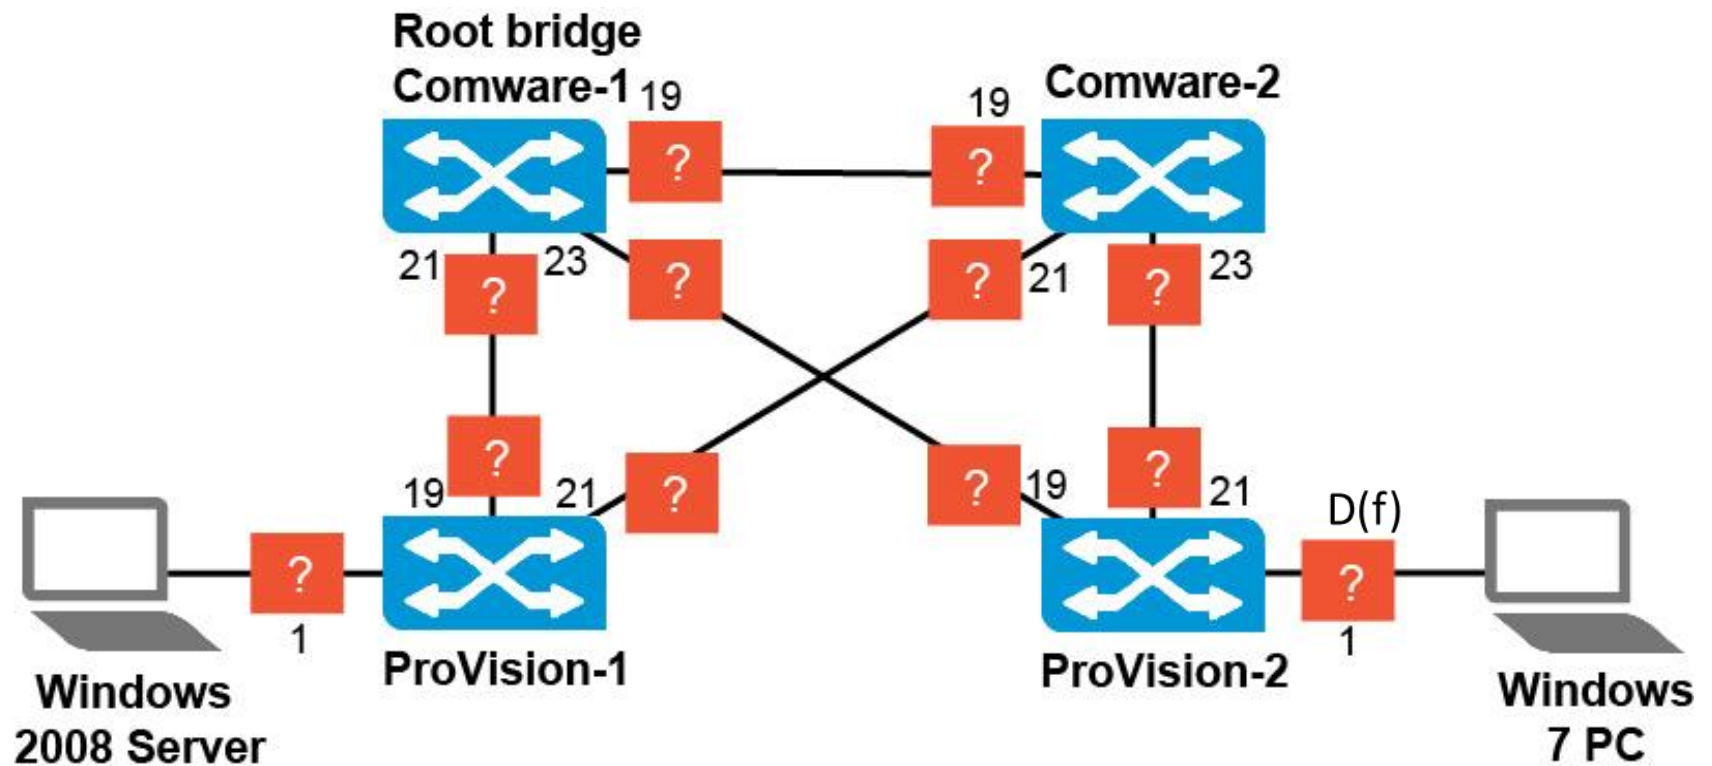 Root bridge
Comware-1
19
19
Comware-2
?
?
21
?
23
?
?
21
?
23
?
19
21
?
?
19
?
21
D(f)
?
1
?
1
ProVision-1
ProVision-2
Windows
2008 Server
Windows
7 PC